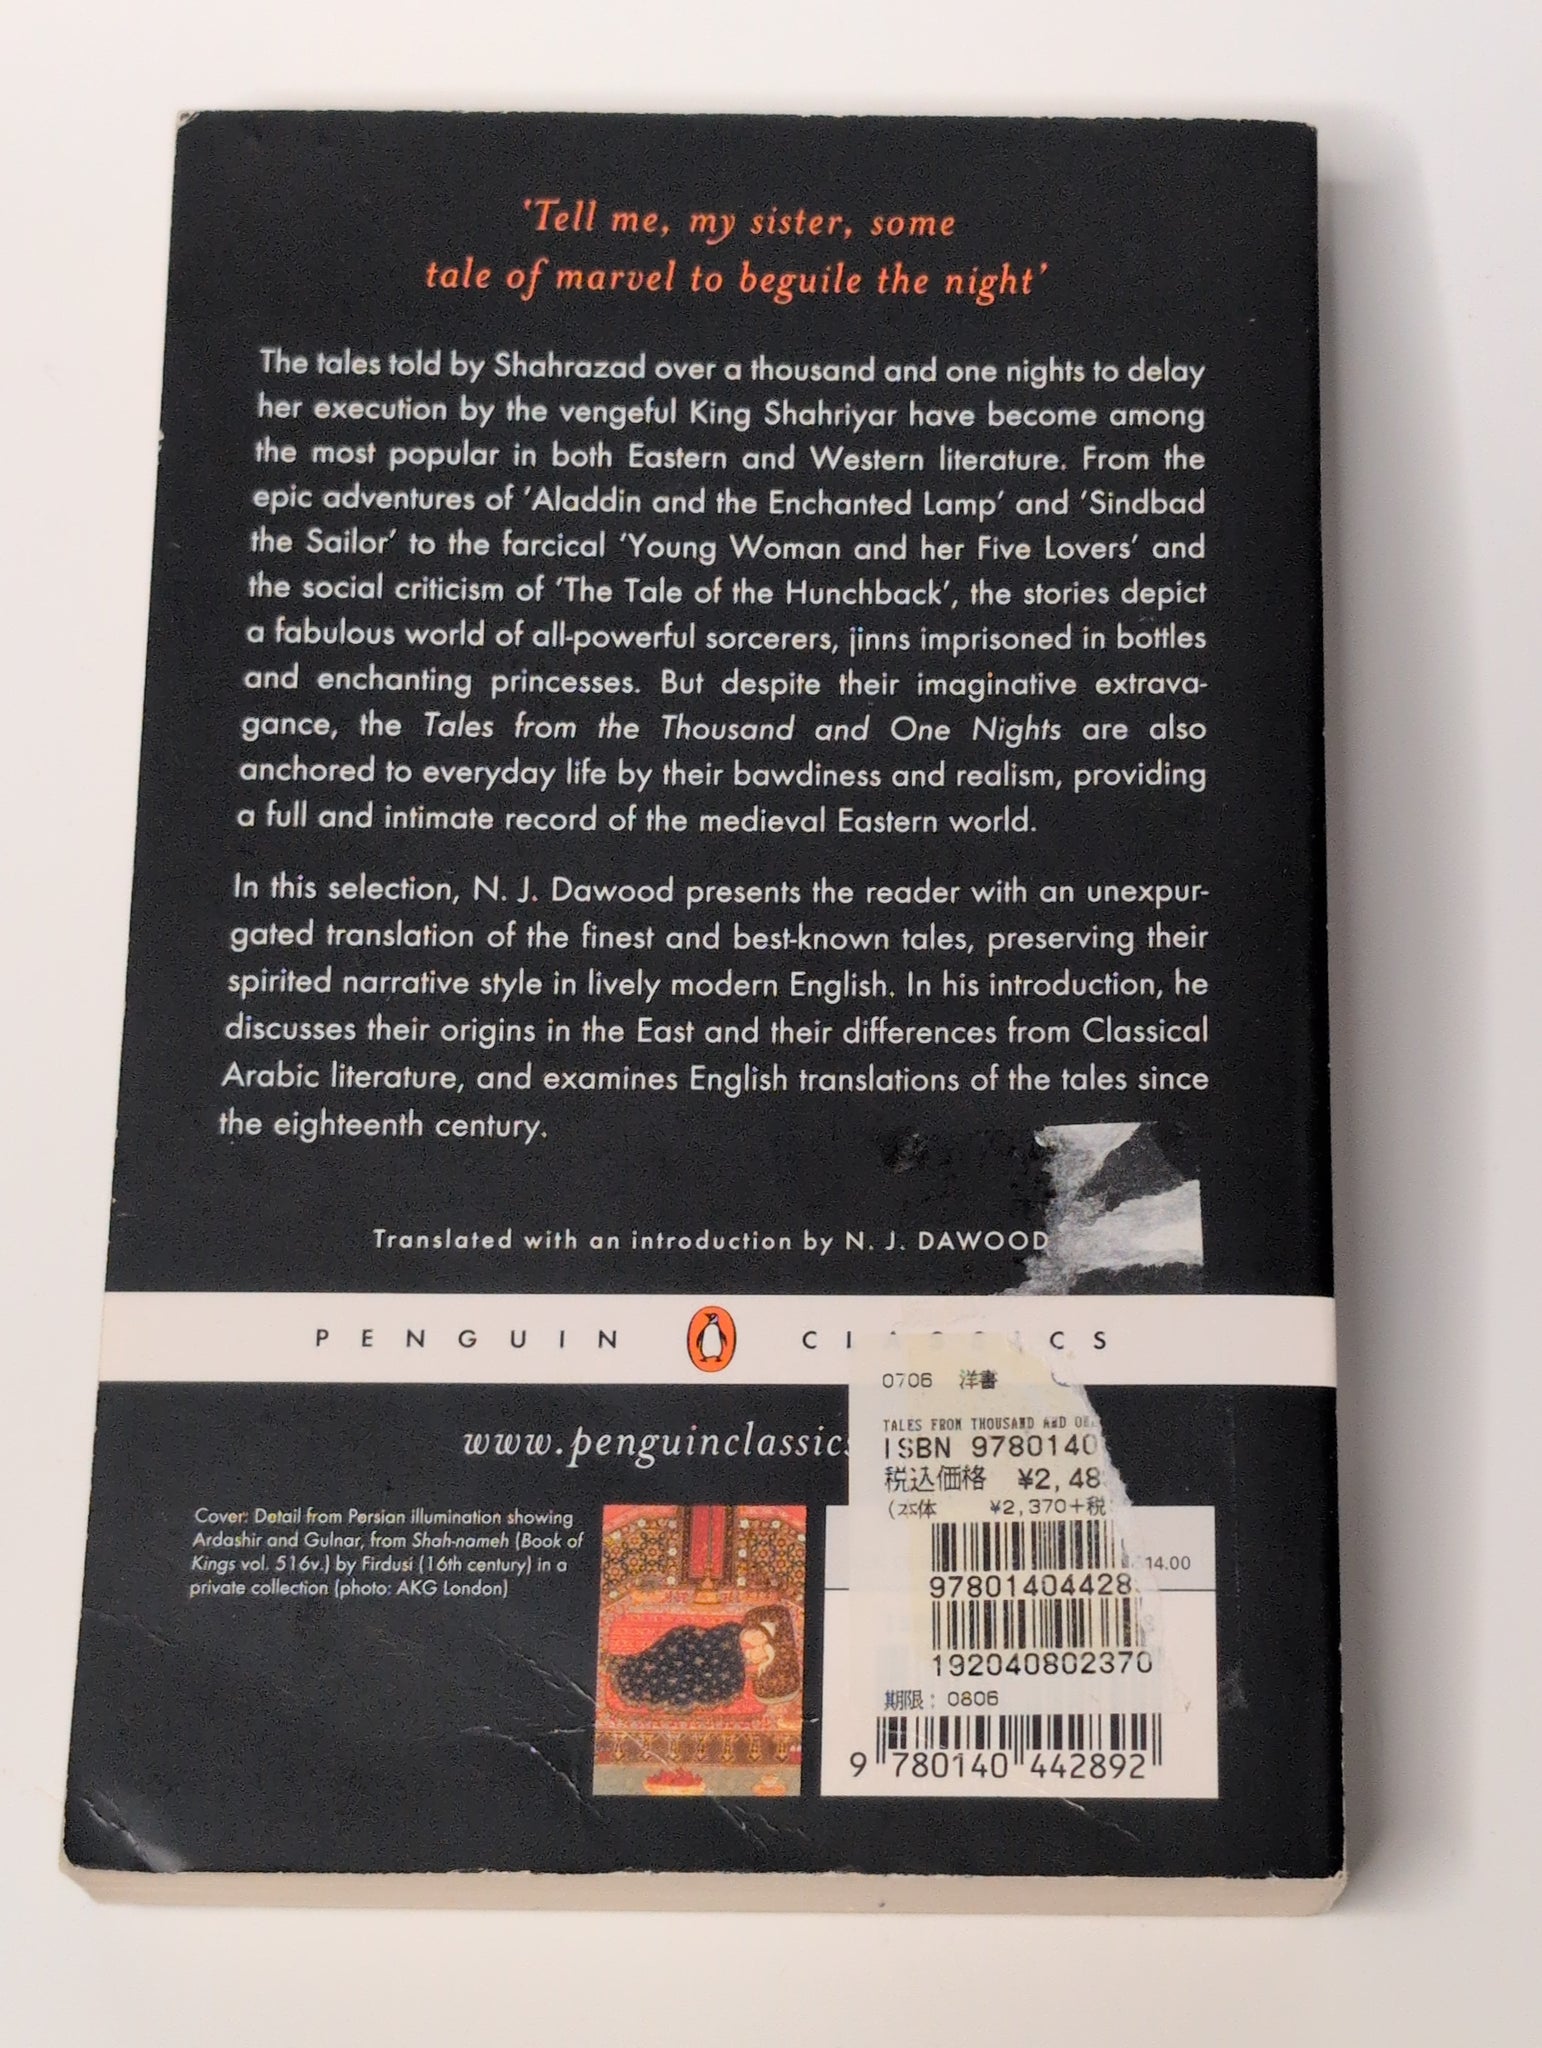 'Tell me, my sister, some
tale of marvel to beguile the night'
The tales told by Shahrazad over a thousand and one nights to delay
her execution by the vengeful King Shahriyar have become among
the most popular in both Eastern and Western literature. From the
epic adventures of 'Aladdin and the Enchanted Lamp' and 'Sindbad
the Sailor' to the farcical 'Young Woman and her Five Lovers' and
the social criticism of 'The Tale of the Hunchback', the stories depict
a fabulous world of all-powerful sorcerers, jinns imprisoned in bottles
and enchanting princesses. But despite their imaginative extrava-
gance, the Tales from the Thousand and One Nights are also
anchored to everyday life by their bawdiness and realism, providing
a full and intimate record of the medieval Eastern world.
In this selection, N. J. Dawood presents the reader with an unexpur-
gated translation of the finest and best-known tales, preserving their
spirited narrative style in lively modern English. In his introduction, he
discusses their origins in the East and their differences from Classical
Arabic literature, and examines English translations of the tales since
the eighteenth century.
Translated with an introduction by N. J. DAWOOD
PENGUIN CLASSICS
www.penguinclassics
Cover: Detail from Persian illumination showing
Ardashir and Gulnar, from Shah-nameh (Book of
Kings vol. 516v.) by Firdusi (16th century) in a
private collection (photo: AKG London)
0706 洋書
TALES FROM THOUSAND AND
ISBN 9780140
税込価格 ¥2,48
¥2,370+税
14.00
97801404428
192040802370
期限: 0806
9 780140 442892